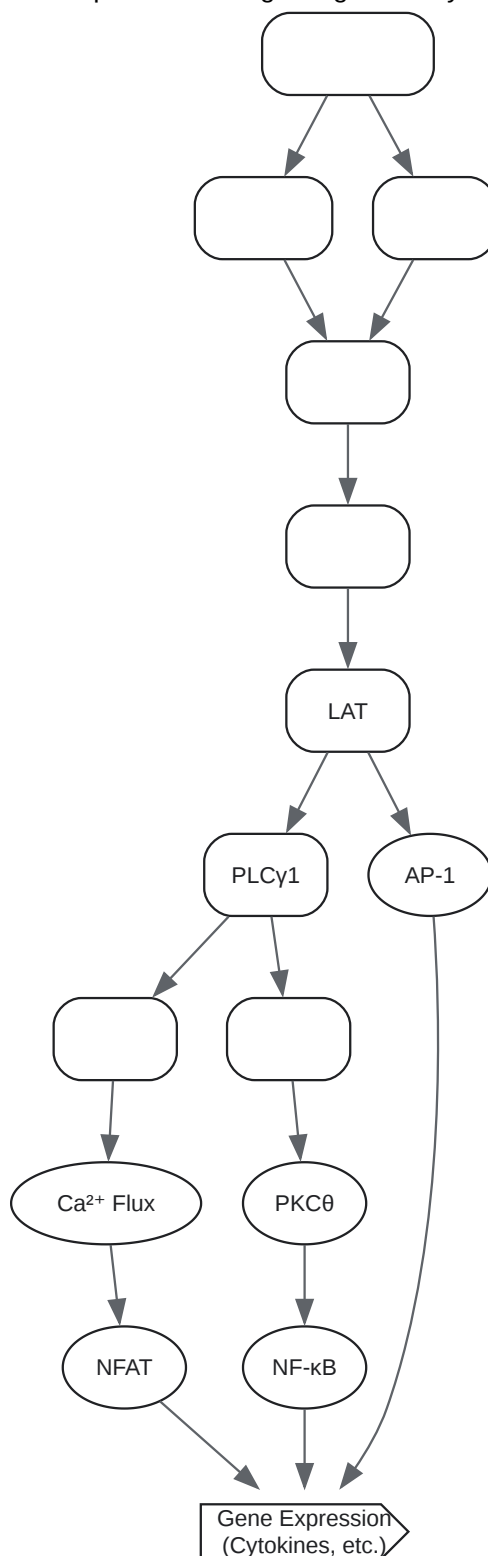 LAT
PLCγ1
AP-1
Ca²⁺ Flux
PKCθ
NFAT
NF-κB
Gene Expression
(Cytokines, etc.)